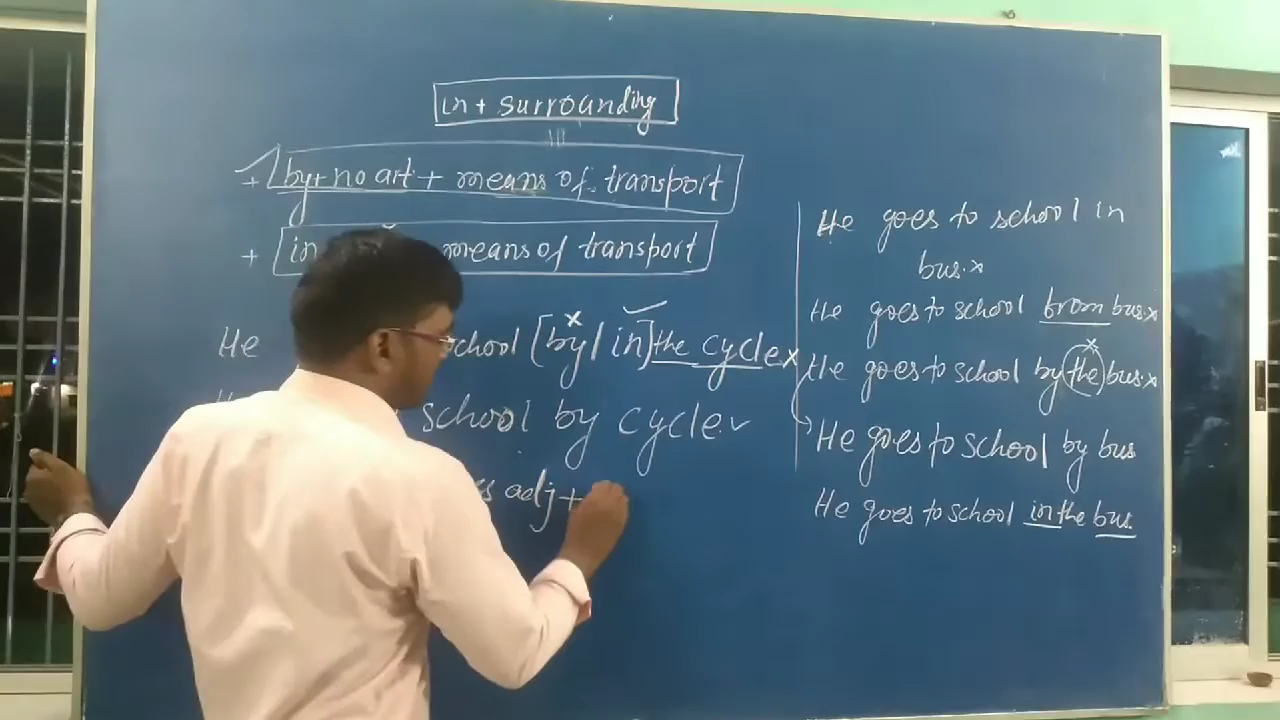 in + surrounding
+ by + no art + means of transport
+ in means of transport
He school [by / in] the cycle x
school by cycle. ✓
adj +
He goes to school in
bus. x
He goes to school brom bus. x
He goes to school by the bus. x
He goes to school by bus
He goes to school in the bus.